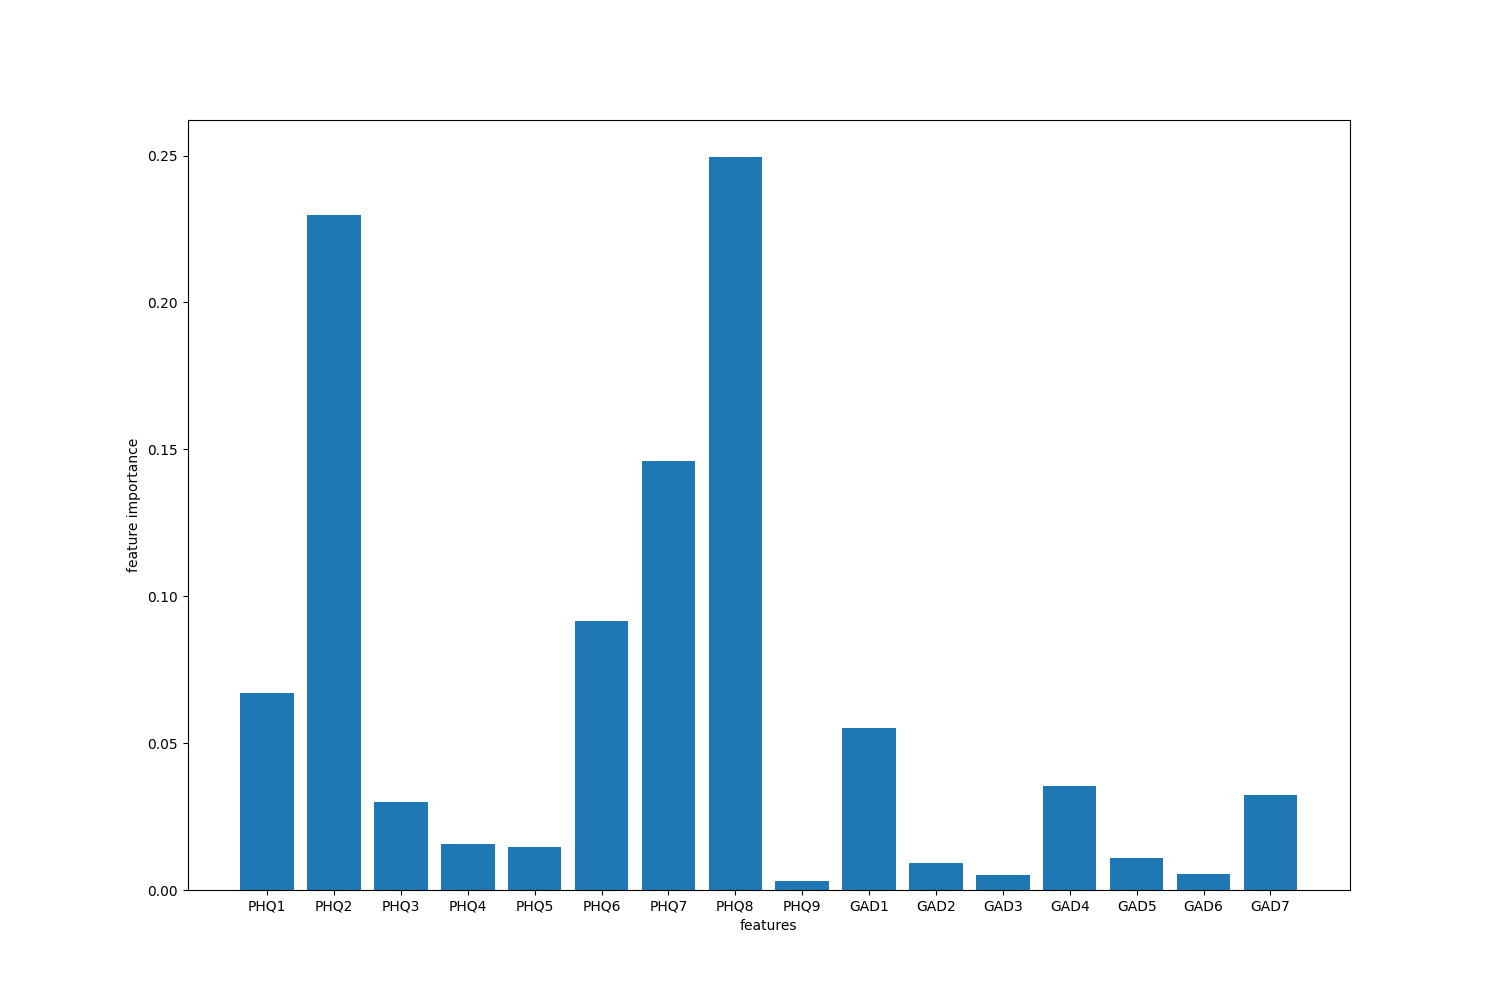 0.25
0.20
0.15
0.10
0.05
0.00
feature importance
PHQ1 PHQ2 PHQ3 PHQ4 PHQ5 PHQ6 PHQ7 PHQ8 PHQ9 GAD1 GAD2 GAD3 GAD4 GAD5 GAD6 GAD7
features